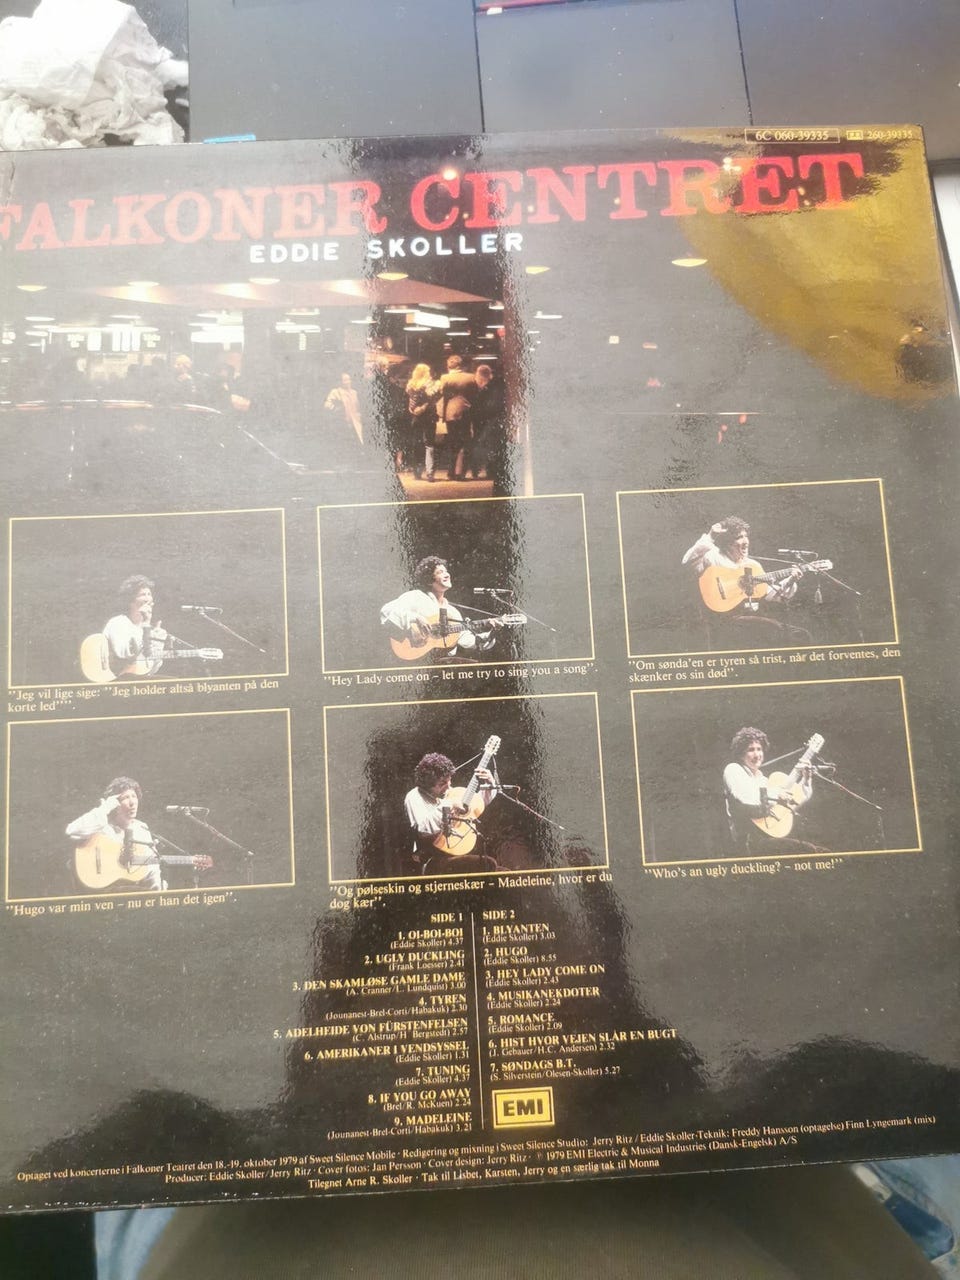 6C 060-39335 260-39335
FALKONER CENTRET
EDDIE SKOLLER
"Jeg vil lige sige: "Jeg holder altså blyanten på den
korte led"".
"Hey Lady come on – let me try to sing you a song".
"Om sønda'en er tyren så trist, når det forventes, den
skænker os sin død".
"Hugo var min ven – nu er han det igen".
"Og pølseskin og stjerneskær – Madeleine, hvor er du
dog kær".
"Who's an ugly duckling? – not me!"
SIDE 1
1. OI-BOI-BOI
(Eddie Skoller) 4.37
2. UGLY DUCKLING
(Frank Loesser) 2.41
3. DEN SKAMLØSE GAMLE DAME
(A. Cranner/L. Lundquist) 3.00
4. TYREN
(Jounanest-Brel-Corti/Habakuk) 2.30
5. ADELHEIDE VON FÜRSTENFELSEN
(C. Alstrup/H Bergstedt) 2.57
6. AMERIKANER I VENDSYSSEL
(Eddie Skoller) 1.31
7. TUNING
(Eddie Skoller) 4.37
8. IF YOU GO AWAY
(Brel/R. McKuen) 2.24
9. MADELEINE
(Jounanest-Brel-Corti/Habakuk) 3.21
SIDE 2
1. BLYANTEN
(Eddie Skoller) 3.03
2. HUGO
(Eddie Skoller) 8.55
3. HEY LADY COME ON
(Eddie Skoller) 2.43
4. MUSIKANEKDOTER
(Eddie Skoller) 2.24
5. ROMANCE
(Eddie Skoller) 2.09
6. HIST HVOR VEJEN SLÅR EN BUGT
(J. Gebauer/H.C. Andersen) 2.32
7. SØNDAGS B.T.
(S. Silverstein/Olesen-Skoller) 5.27
EMI
Optaget ved koncerterne i Falkoner Teatret den 18.-19. oktober 1979 af Sweet Silence Mobile · Redigering og mixning i Sweet Silence Studio: Jerry Ritz / Eddie Skoller-Teknik: Freddy Hansson (optagelse) Finn Lyngemark (mix)
Producer: Eddie Skoller/Jerry Ritz · Cover fotos: Jan Persson · Cover design: Jerry Ritz · ℗ 1979 EMI Electric & Musical Industries (Dansk-Engelsk) A/S
Tilegnet Arne R. Skoller · Tak til Lisbet, Karsten, Jerry og en særlig tak til Monna